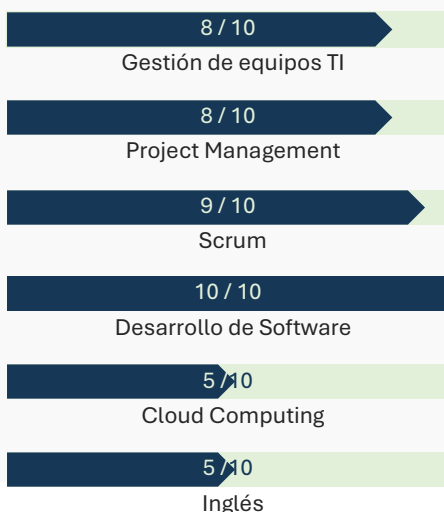 8 / 10
Gestión de equipos TI
8 / 10
Project Management
9 / 10
Scrum
10 / 10
Desarrollo de Software
5 /10
Cloud Computing
5 /10
Inglés